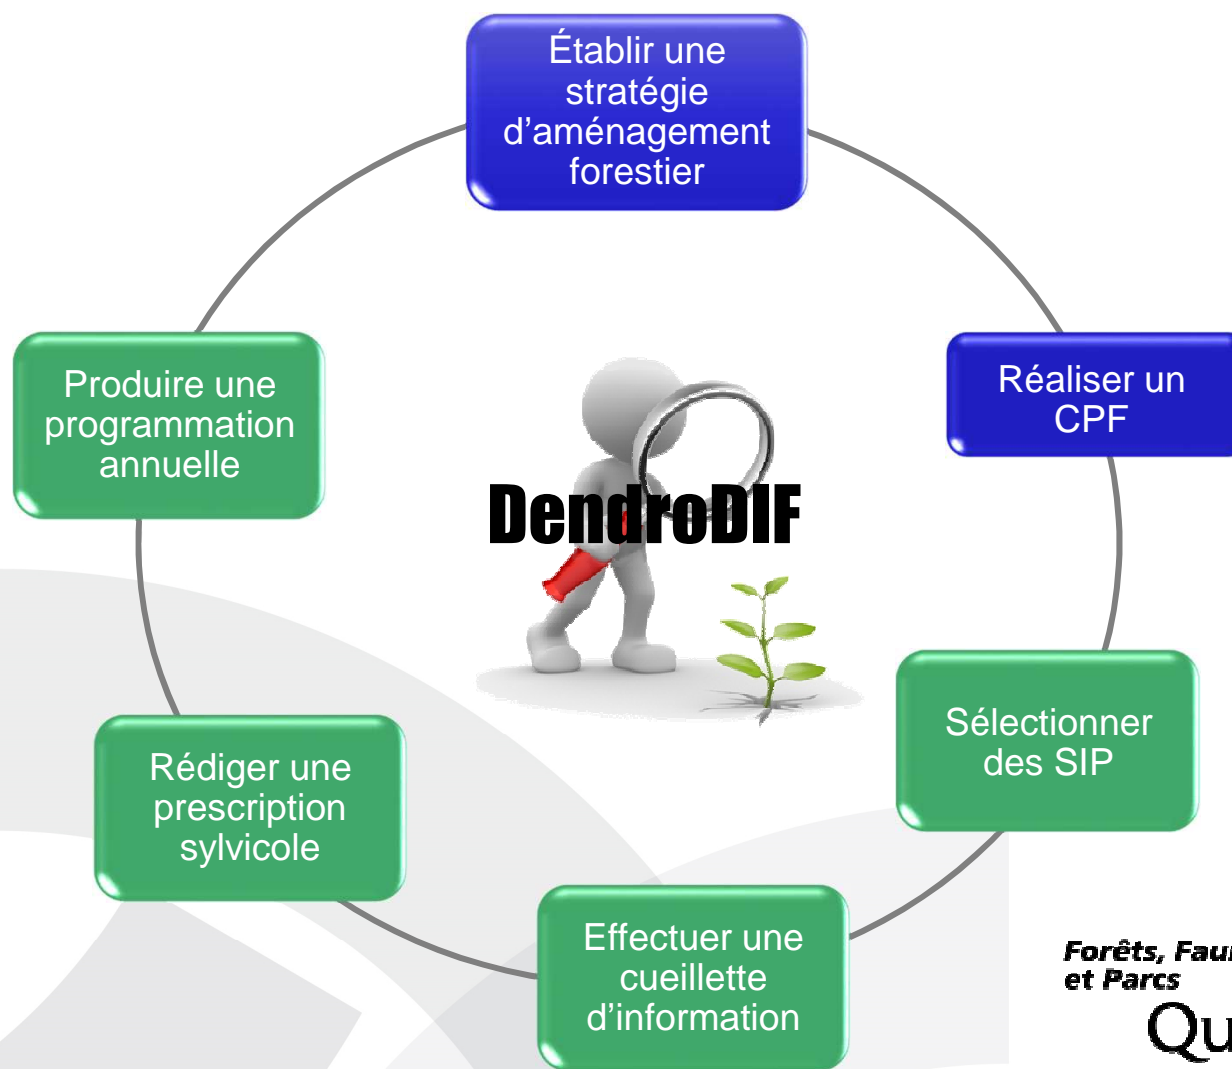 Établir une
stratégie
d'aménagement
forestier
Réaliser un
CPF
Sélectionner
des SIP
Effectuer une
cueillette
d'information
Rédiger une
prescription
sylvicole
Produire une
programmation
annuelle
DendroDIF
Forêts,
et Parcs